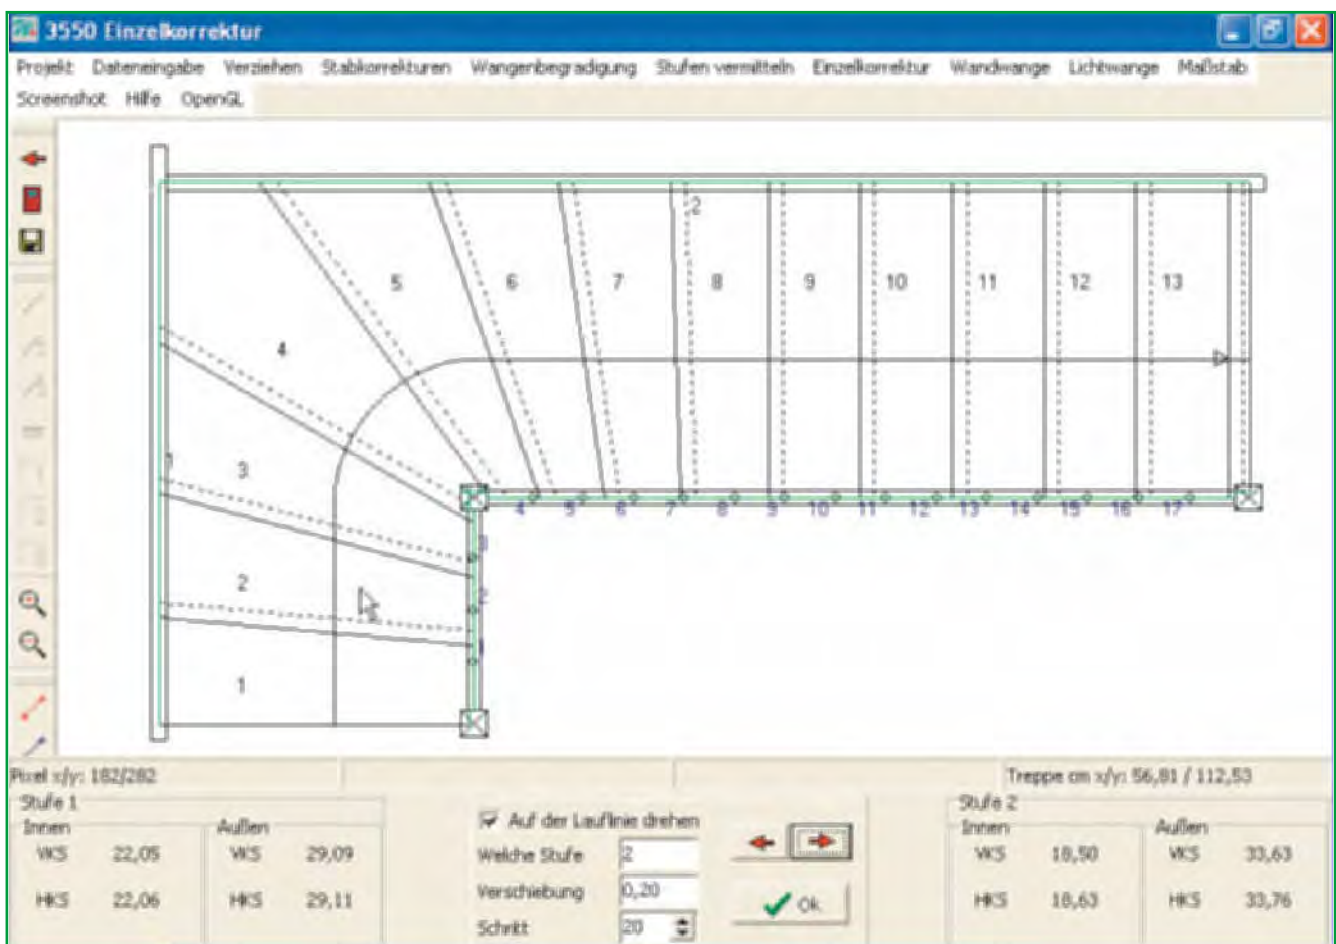 3550 Einzelkorrektur
Projekt Dateneingabe Verziehen Stabkorrekturen Wangenbegradigung Stufen vermitteln Einzelkorrektur Wandwange Lichtwange Maßstab
Screenshot Hilfe OpenGL
2
5 6 7 8 9 10 11 12 13
4
3
4 5 6 7 8 9 10 11 12 13 14 15 16 17
2
1
Pixel x/y: 182/282
Treppe cm x/y: 56,81 / 112,53
Stufe 1
Innen Außen
VKS 22,05 VKS 29,09
HKS 22,06 HKS 29,11
Auf der Lauflinie drehen
Welche Stufe 2
Verschiebung 0,20
Schritt 20
Ok
Stufe 2
Innen Außen
VKS 18,50 VKS 33,63
HKS 18,63 HKS 33,76